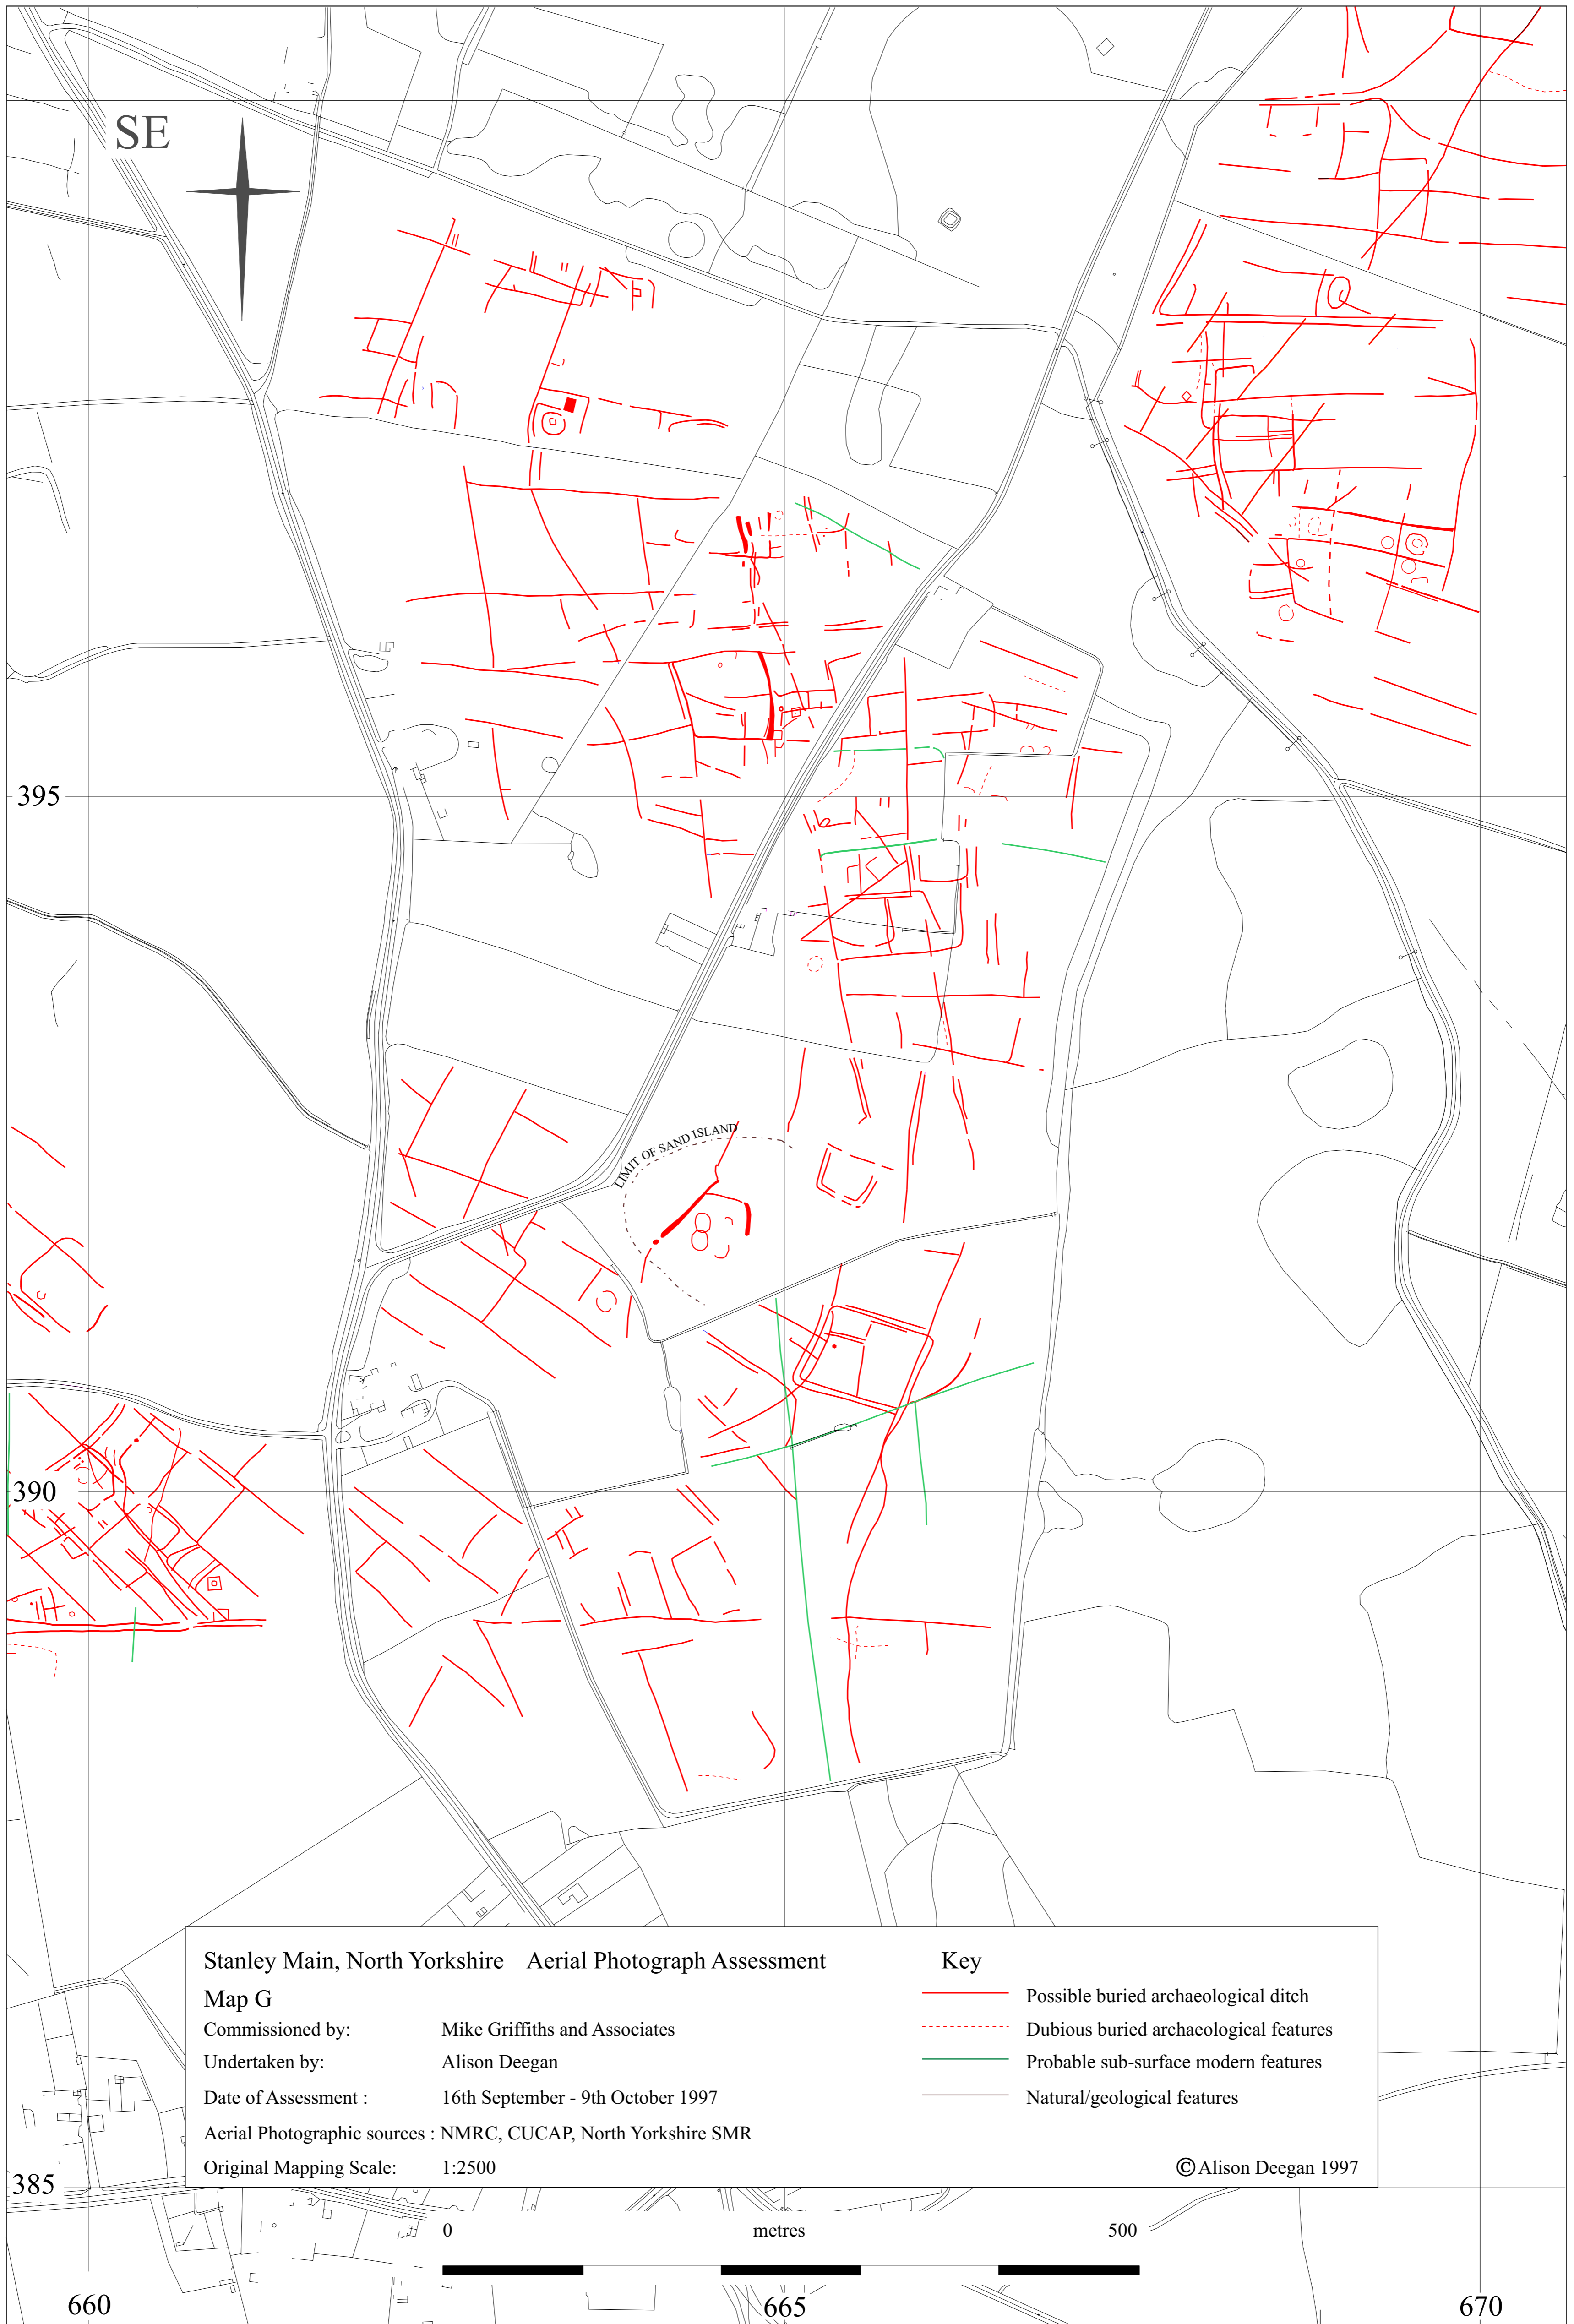 SE
395
LIMIT OF SAND ISLAND
390
Stanley Main, North Yorkshire Aerial Photograph Assessment
Key
Map G
Possible buried archaeological ditch
Commissioned by: Mike Griffiths and Associates
Dubious buried archaeological features
Undertaken by: Alison Deegan
Probable sub-surface modern features
Date of Assessment : 16th September - 9th October 1997
Natural/geological features
Aerial Photographic sources : NMRC, CUCAP, North Yorkshire SMR
Original Mapping Scale: 1:2500
© Alison Deegan 1997
385
0 metres 500
660 665 670